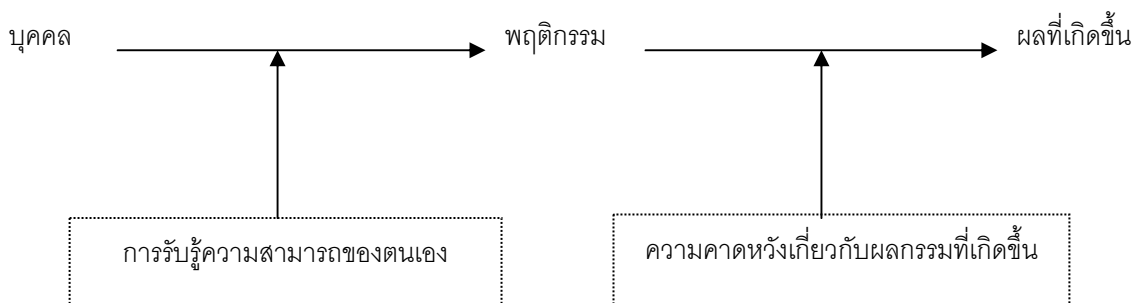 บุคคล พฤติกรรม ผลที่เกิดขึ้น
การรับรู้ความสามารถของตนเอง ความคาดหวังเกี่ยวกับผลกรรมที่เกิดขึ้น